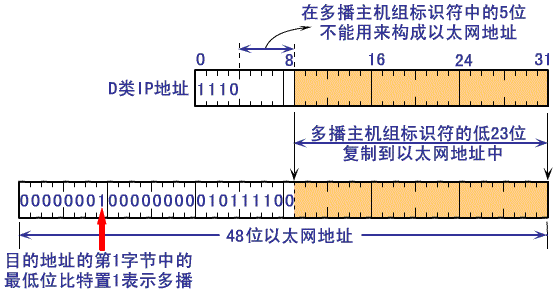 在多播主机组标识符中的5位
不能用来构成以太网地址
0 8 16 24 31
D类IP地址 1110
多播主机组标识符的低23位
复制到以太网地址中
0000000100000000010111100
48位以太网地址
目的地址的第1字节中的
最低位比特置1表示多播